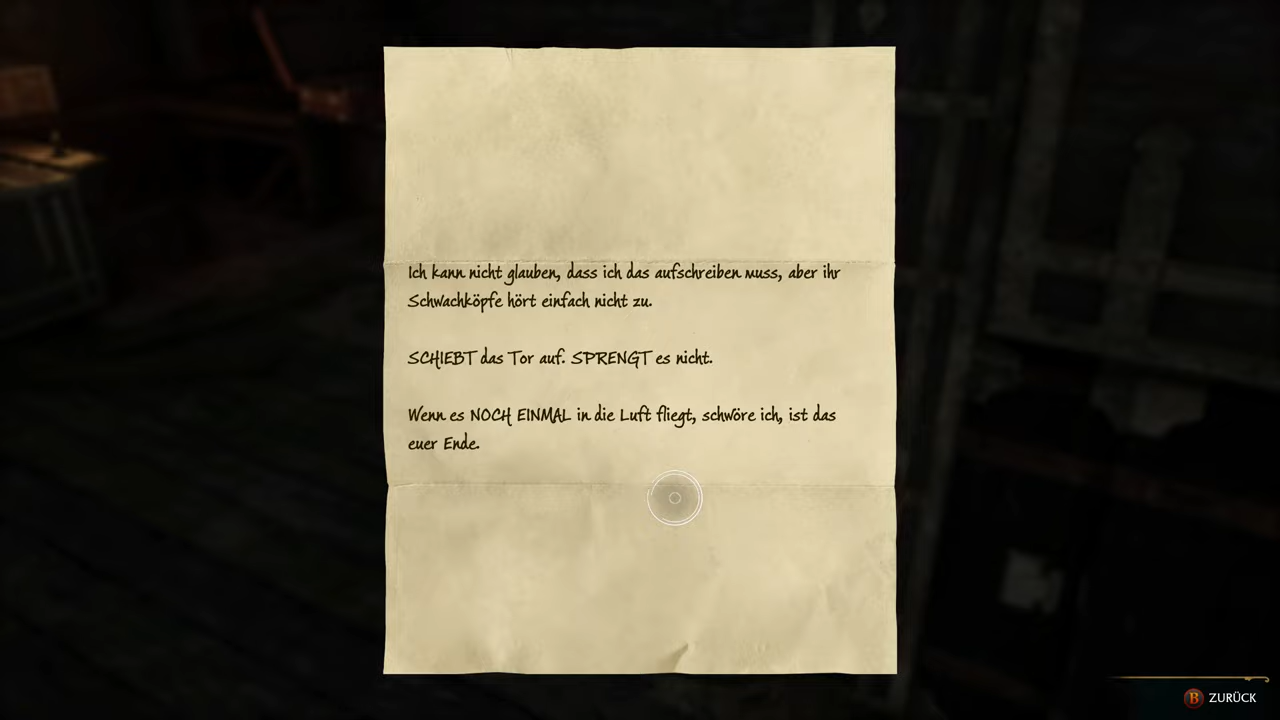 Ich kann nicht glauben, dass ich das aufschreiben muss, aber ihr
Schwachköpfe hört einfach nicht zu.
SCHIEBT das Tor auf. SPRENGT es nicht.
Wenn es NOCH EINMAL in die Luft fliegt, schwöre ich, ist das
euer Ende.
B ZURÜCK